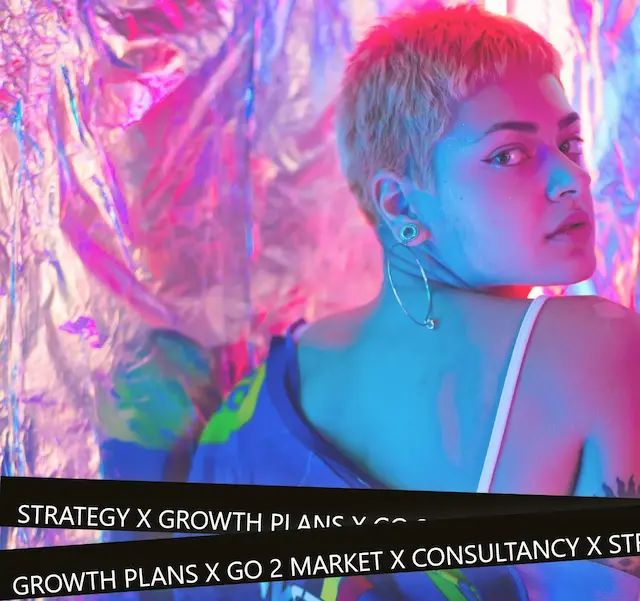 STRATEGY X GROWTH PLANS X GO
GROWTH PLANS X GO 2 MARKET X CONSULTANCY X